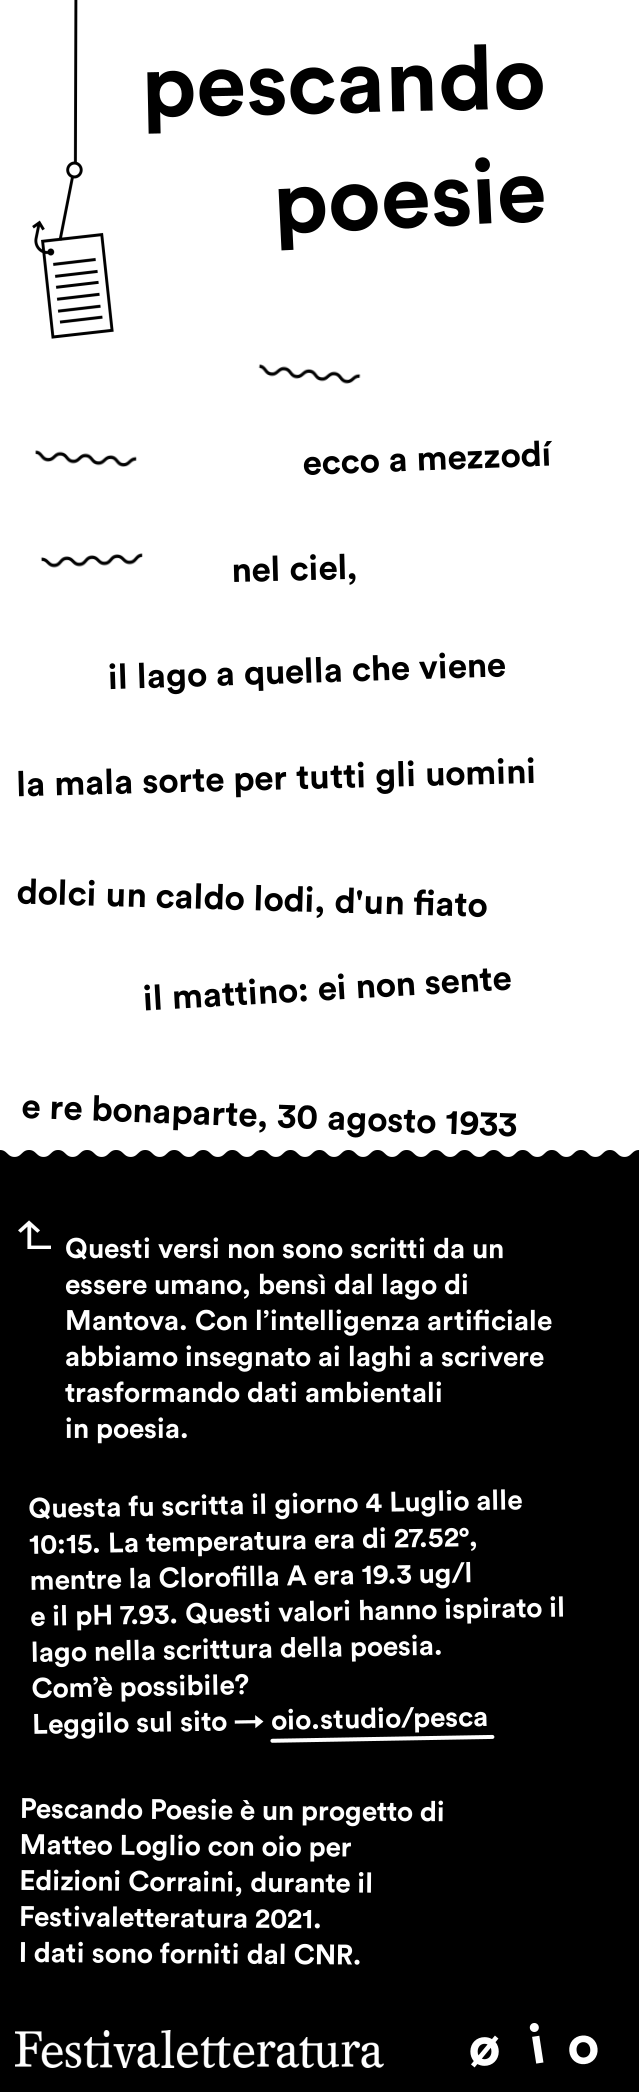 pescando
poesie
ecco a mezzodí
nel ciel,
il lago a quella che viene
la mala sorte per tutti gli uomini
dolci un caldo lodi, d'un fiato
il mattino: ei non sente
e re bonaparte, 30 agosto 1933
Questi versi non sono scritti da un
essere umano, bensì dal lago di
Mantova. Con l’intelligenza artificiale
abbiamo insegnato ai laghi a scrivere
trasformando dati ambientali
in poesia.
Questa fu scritta il giorno 4 Luglio alle
10:15. La temperatura era di 27.52°,
mentre la Clorofilla A era 19.3 ug/l
e il pH 7.93. Questi valori hanno ispirato il
lago nella scrittura della poesia.
Com’è possibile?
Leggilo sul sito → oio.studio/pesca
Pescando Poesie è un progetto di
Matteo Loglio con oio per
Edizioni Corraini, durante il
Festivaletteratura 2021.
I dati sono forniti dal CNR.
Festivaletteratura ø i o